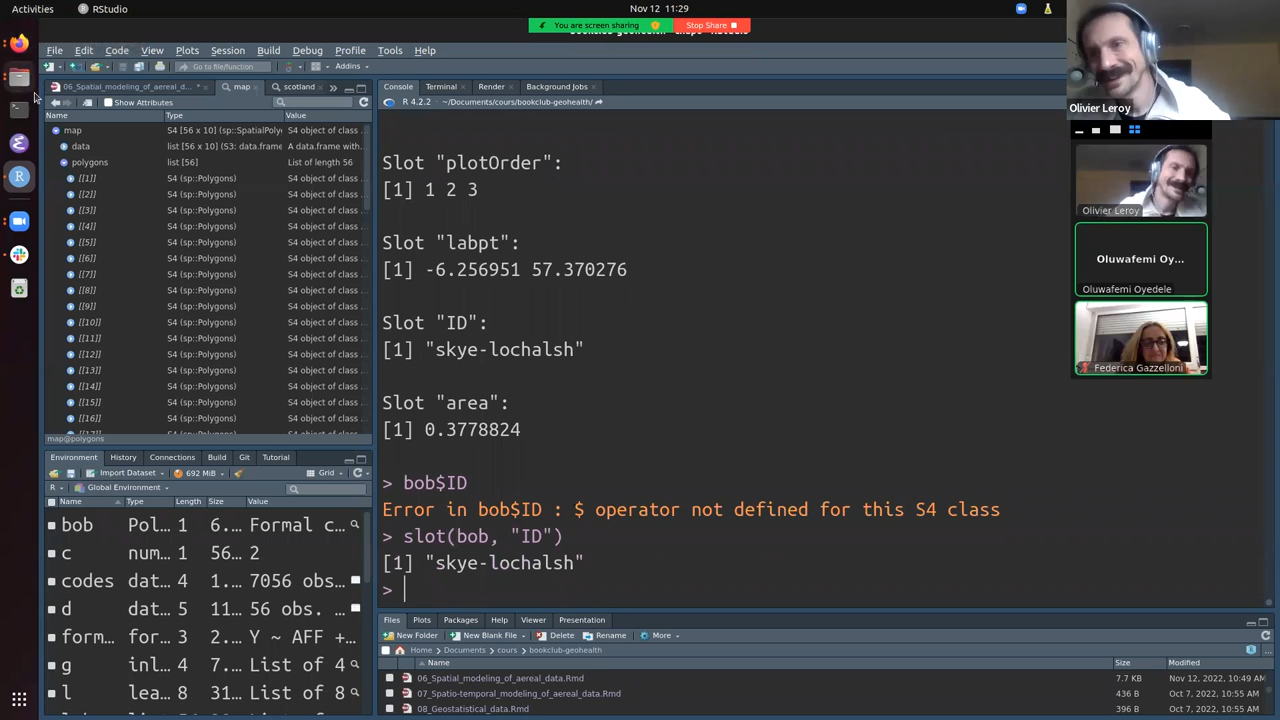 Activities
RStudio
Nov 12 11:29
You are screen sharing
Stop Share
File
Edit
Code
View
Plots
Session
Build
Debug
Profile
Tools
Help
Go to file/function
Addins
06_Spatial_modeling_of_aereal_d... *
map
scotland
Show Attributes
Name
Type
Value
map
S4 [56 x 10] (sp::SpatialPoly
S4 object of class
data
list [56 x 10] (S3: data.frame
A data.frame with
polygons
list [56]
List of length 56
[[1]]
S4 (sp::Polygons)
S4 object of class
[[2]]
S4 (sp::Polygons)
S4 object of class
[[3]]
S4 (sp::Polygons)
S4 object of class
[[4]]
S4 (sp::Polygons)
S4 object of class
[[5]]
S4 (sp::Polygons)
S4 object of class
[[6]]
S4 (sp::Polygons)
S4 object of class
[[7]]
S4 (sp::Polygons)
S4 object of class
[[8]]
S4 (sp::Polygons)
S4 object of class
[[9]]
S4 (sp::Polygons)
S4 object of class
[[10]]
S4 (sp::Polygons)
S4 object of class
[[11]]
S4 (sp::Polygons)
S4 object of class
[[12]]
S4 (sp::Polygons)
S4 object of class
[[13]]
S4 (sp::Polygons)
S4 object of class
[[14]]
S4 (sp::Polygons)
S4 object of class
[[15]]
S4 (sp::Polygons)
S4 object of class
[[16]]
S4 (sp::Polygons)
S4 object of class
map@polygons
Environment
History
Connections
Build
Git
Tutorial
Import Dataset
692 MiB
Grid
R
Global Environment
Name
Type
Length
Size
Value
bob Pol... 1 6... Formal c...
c num... 1 56... 2
codes dat... 4 1.... 7056 obs...
d dat... 5 11... 56 obs. ...
form... for... 3 2.... Y ~ AFF +...
g inl... 4 7.... List of 4
l lea... 8 31... List of 8
Console
Terminal
Render
Background Jobs
R 4.2.2 · ~/Documents/cours/bookclub-geohealth/
Slot "plotOrder":
[1] 1 2 3
Slot "labpt":
[1] -6.256951 57.370276
Slot "ID":
[1] "skye-lochalsh"
Slot "area":
[1] 0.3778824
> bob$ID
Error in bob$ID : $ operator not defined for this S4 class
> slot(bob, "ID")
[1] "skye-lochalsh"
>
Files
Plots
Packages
Help
Viewer
Presentation
New Folder
New Blank File
Delete
Rename
More
Home
Documents
cours
bookclub-geohealth
Name
Size
Modified
06_Spatial_modeling_of_aereal_data.Rmd
7.7 KB
Nov 12, 2022, 10:49 AM
07_Spatio-temporal_modeling_of_aereal_data.Rmd
436 B
Oct 7, 2022, 10:55 AM
08_Geostatistical_data.Rmd
396 B
Oct 7, 2022, 10:55 AM
Olivier Leroy
Olivier Leroy
Oluwafemi Oy...
Oluwafemi Oyedele
Federica Gazzelloni